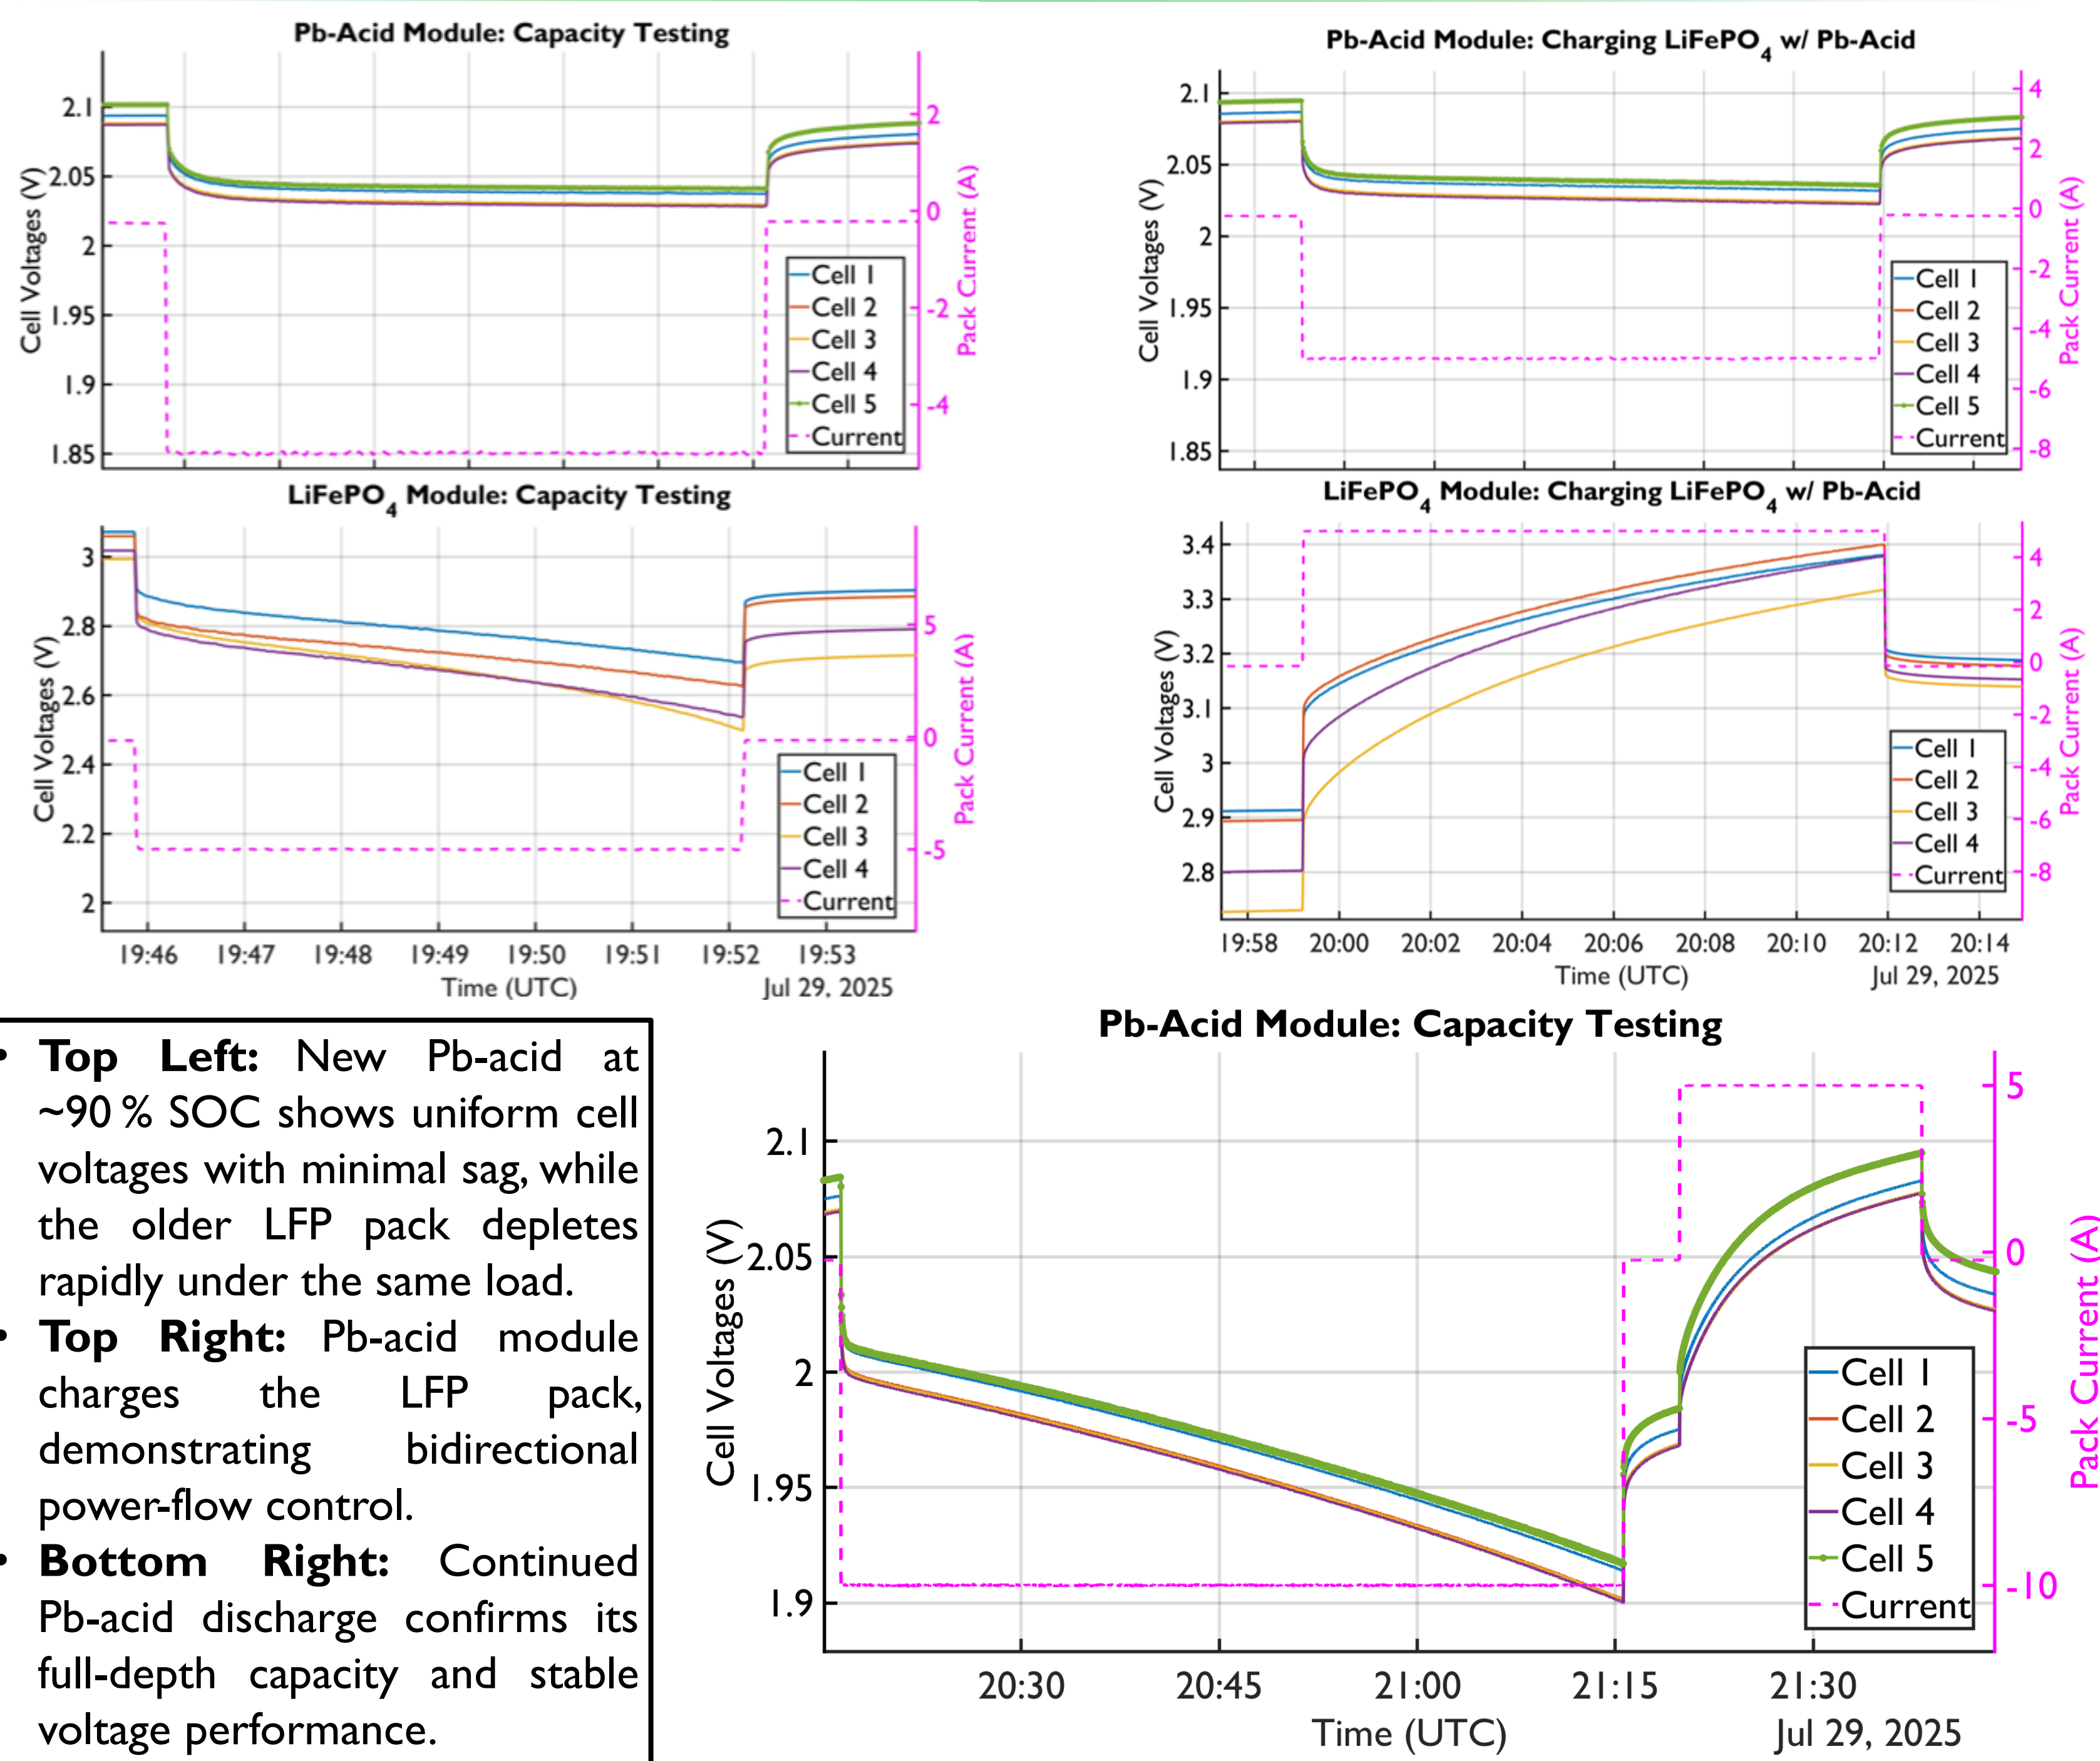 Pb-Acid Module: Capacity Testing
2.1
2.05
2
1.95
1.9
1.85
Cell Voltages (V)
2
0
-2
-4
Pack Current (A)
Cell 1
Cell 2
Cell 3
Cell 4
Cell 5
Current
LiFePO4 Module: Capacity Testing
3
2.8
2.6
2.4
2.2
2
Cell Voltages (V)
5
0
-5
Pack Current (A)
Cell 1
Cell 2
Cell 3
Cell 4
Current
19:46 19:47 19:48 19:49 19:50 19:51 19:52 19:53
Time (UTC) Jul 29, 2025
Pb-Acid Module: Charging LiFePO4 w/ Pb-Acid
2.1
2.05
2
1.95
1.9
1.85
Cell Voltages (V)
4
2
0
-2
-4
-6
-8
Pack Current (A)
Cell 1
Cell 2
Cell 3
Cell 4
Cell 5
Current
LiFePO4 Module: Charging LiFePO4 w/ Pb-Acid
3.4
3.3
3.2
3.1
3
2.9
2.8
Cell Voltages (V)
4
2
0
-2
-4
-6
-8
Pack Current (A)
Cell 1
Cell 2
Cell 3
Cell 4
Current
19:58 20:00 20:02 20:04 20:06 20:08 20:10 20:12 20:14
Time (UTC) Jul 29, 2025
• Top Left: New Pb-acid at
~90 % SOC shows uniform cell
voltages with minimal sag, while
the older LFP pack depletes
rapidly under the same load.
• Top Right: Pb-acid module
charges the LFP pack,
demonstrating bidirectional
power-flow control.
• Bottom Right: Continued
Pb-acid discharge confirms its
full-depth capacity and stable
voltage performance.
Pb-Acid Module: Capacity Testing
2.1
2.05
2
1.95
1.9
Cell Voltages (V)
5
0
-5
-10
Pack Current (A)
Cell 1
Cell 2
Cell 3
Cell 4
Cell 5
Current
20:30 20:45 21:00 21:15 21:30
Time (UTC) Jul 29, 2025